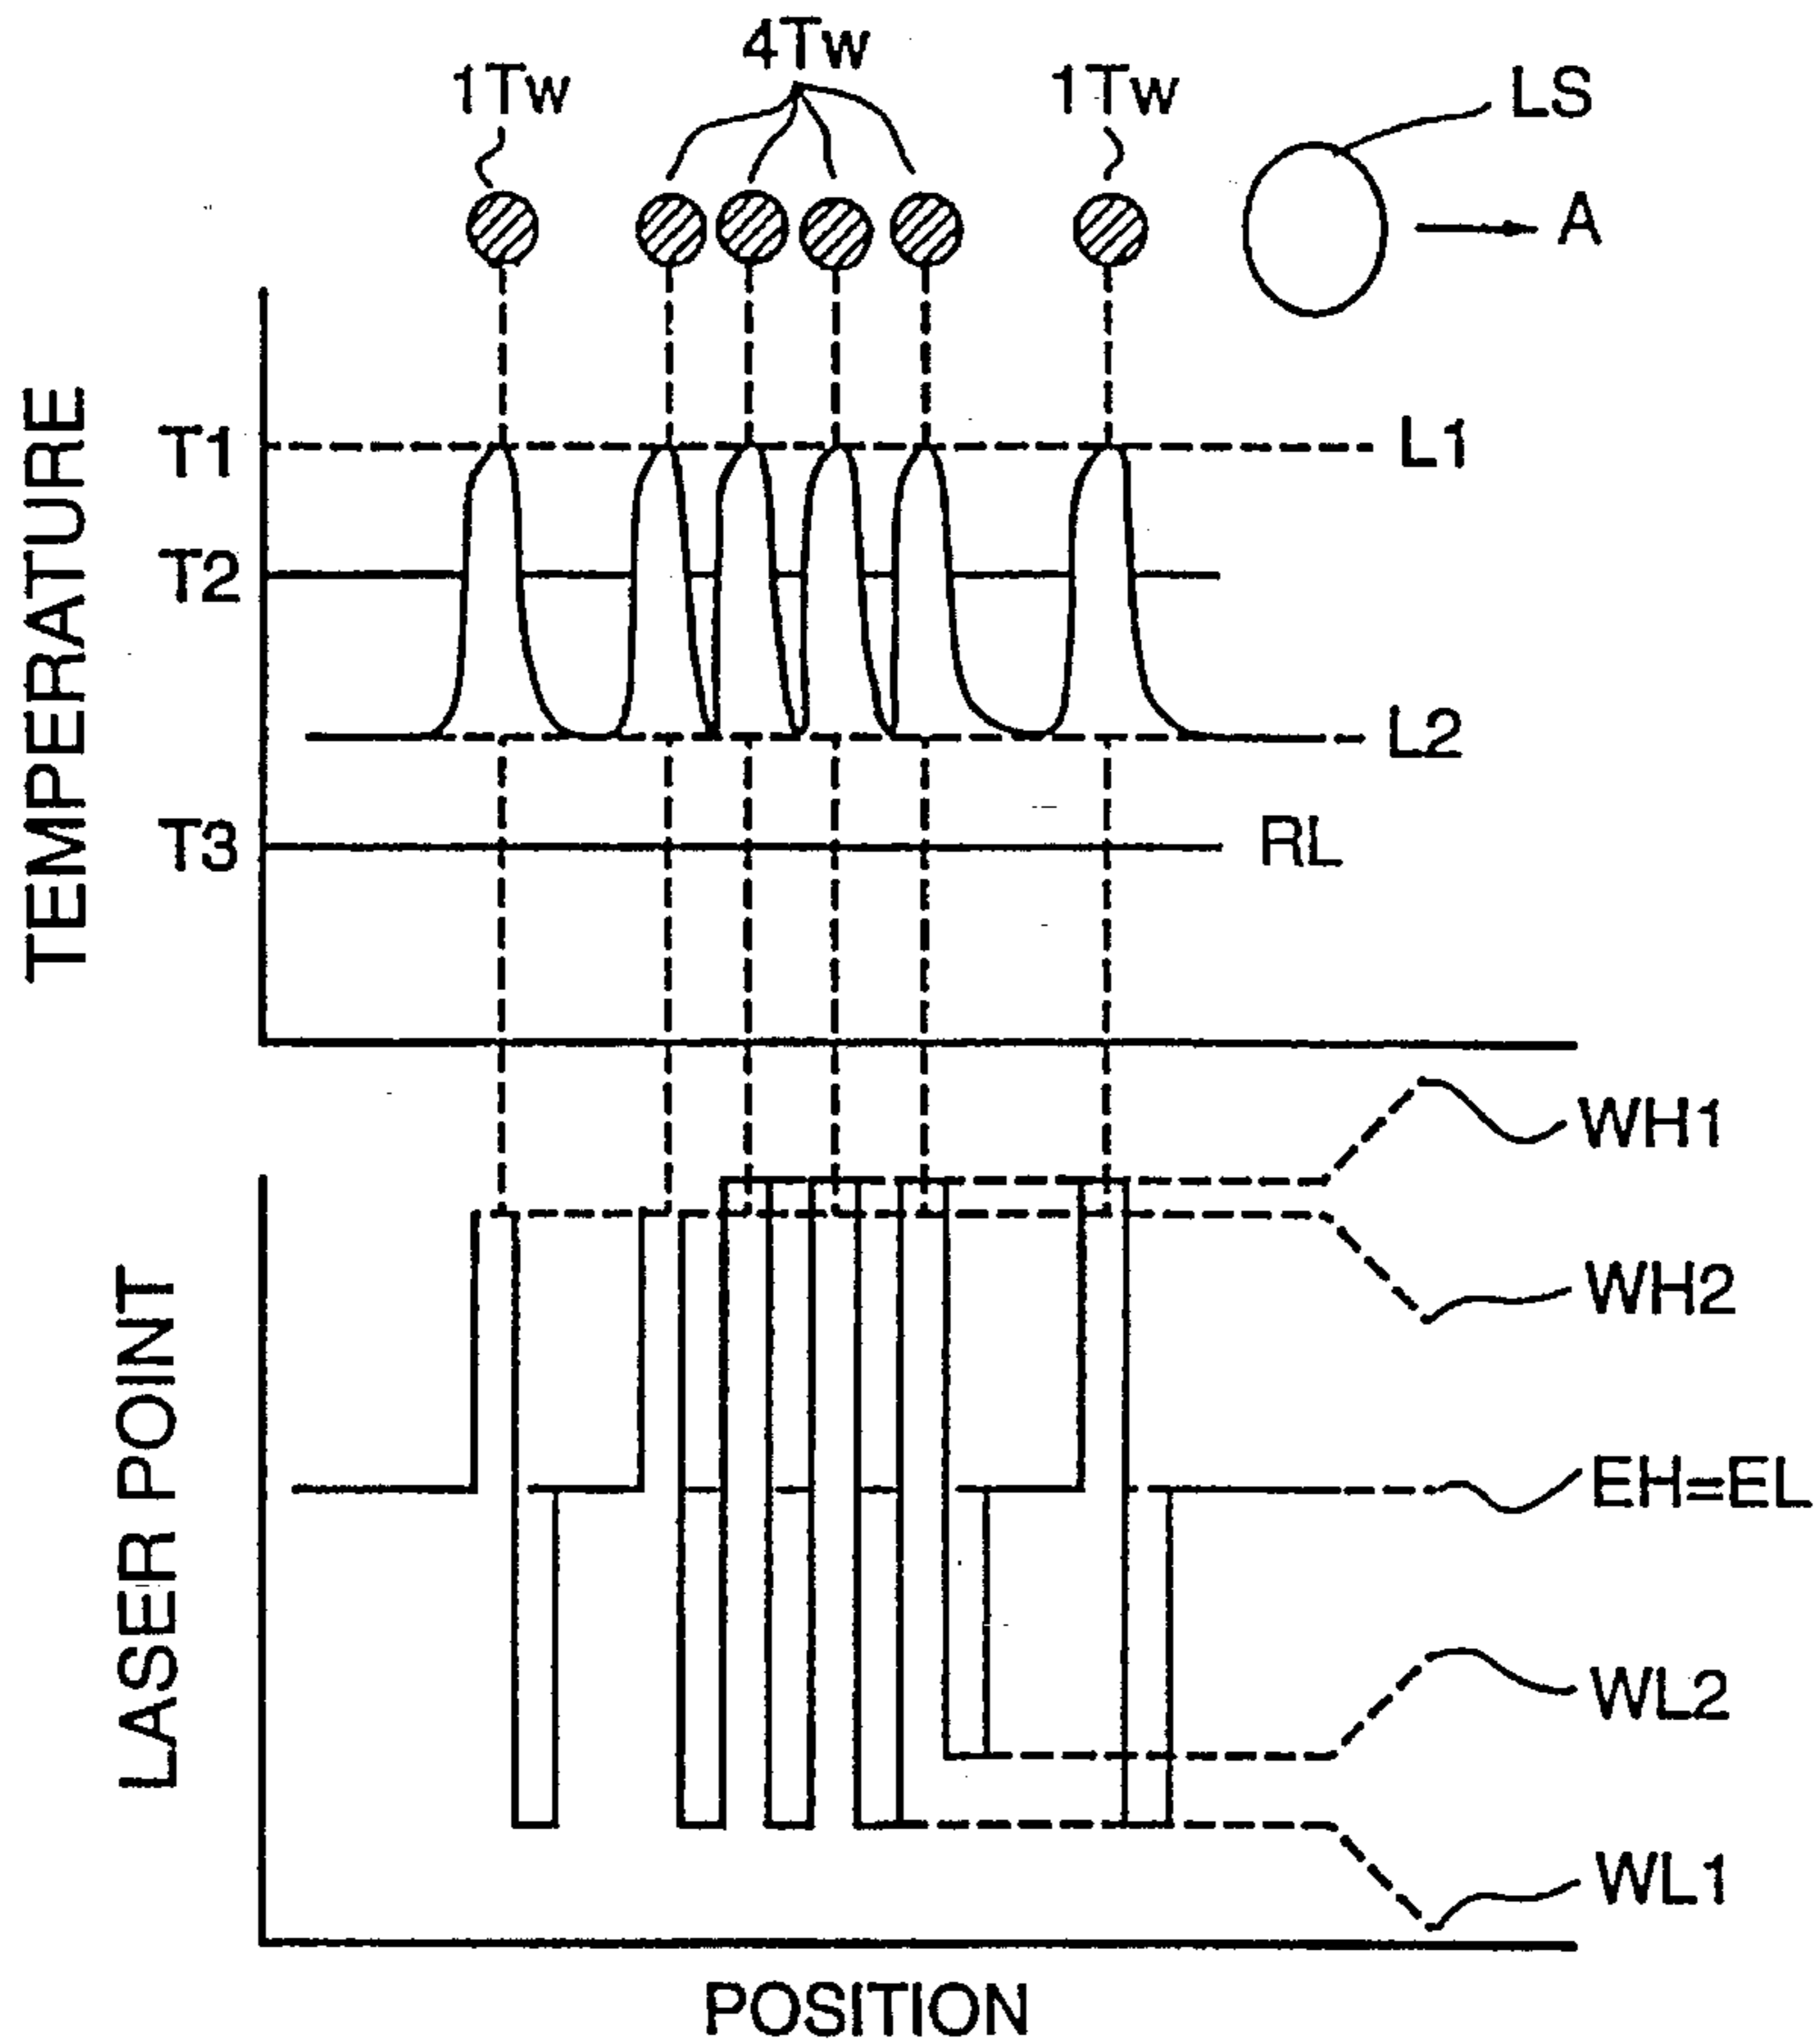 4Tw
1Tw
1Tw
LS
A
TEMPERATURE
T1
L1
T2
L2
T3
RL
WH1
WH2
LASER POINT
EH=EL
WL2
WL1
POSITION